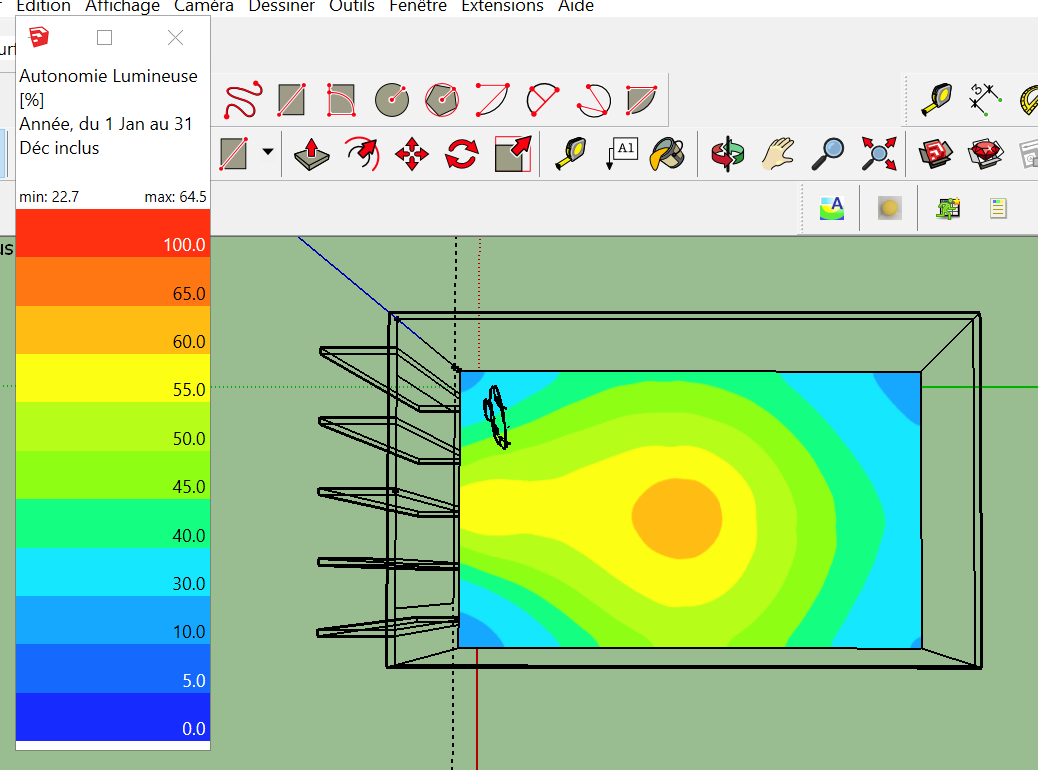 Edition Affichage Caméra Dessiner Outils Fenêtre Extensions Aide
Autonomie Lumineuse
[%]
Année, du 1 Jan au 31
Déc inclus
min: 22.7 max: 64.5
100.0
65.0
60.0
55.0
50.0
45.0
40.0
30.0
10.0
5.0
0.0
3
A1
A
us